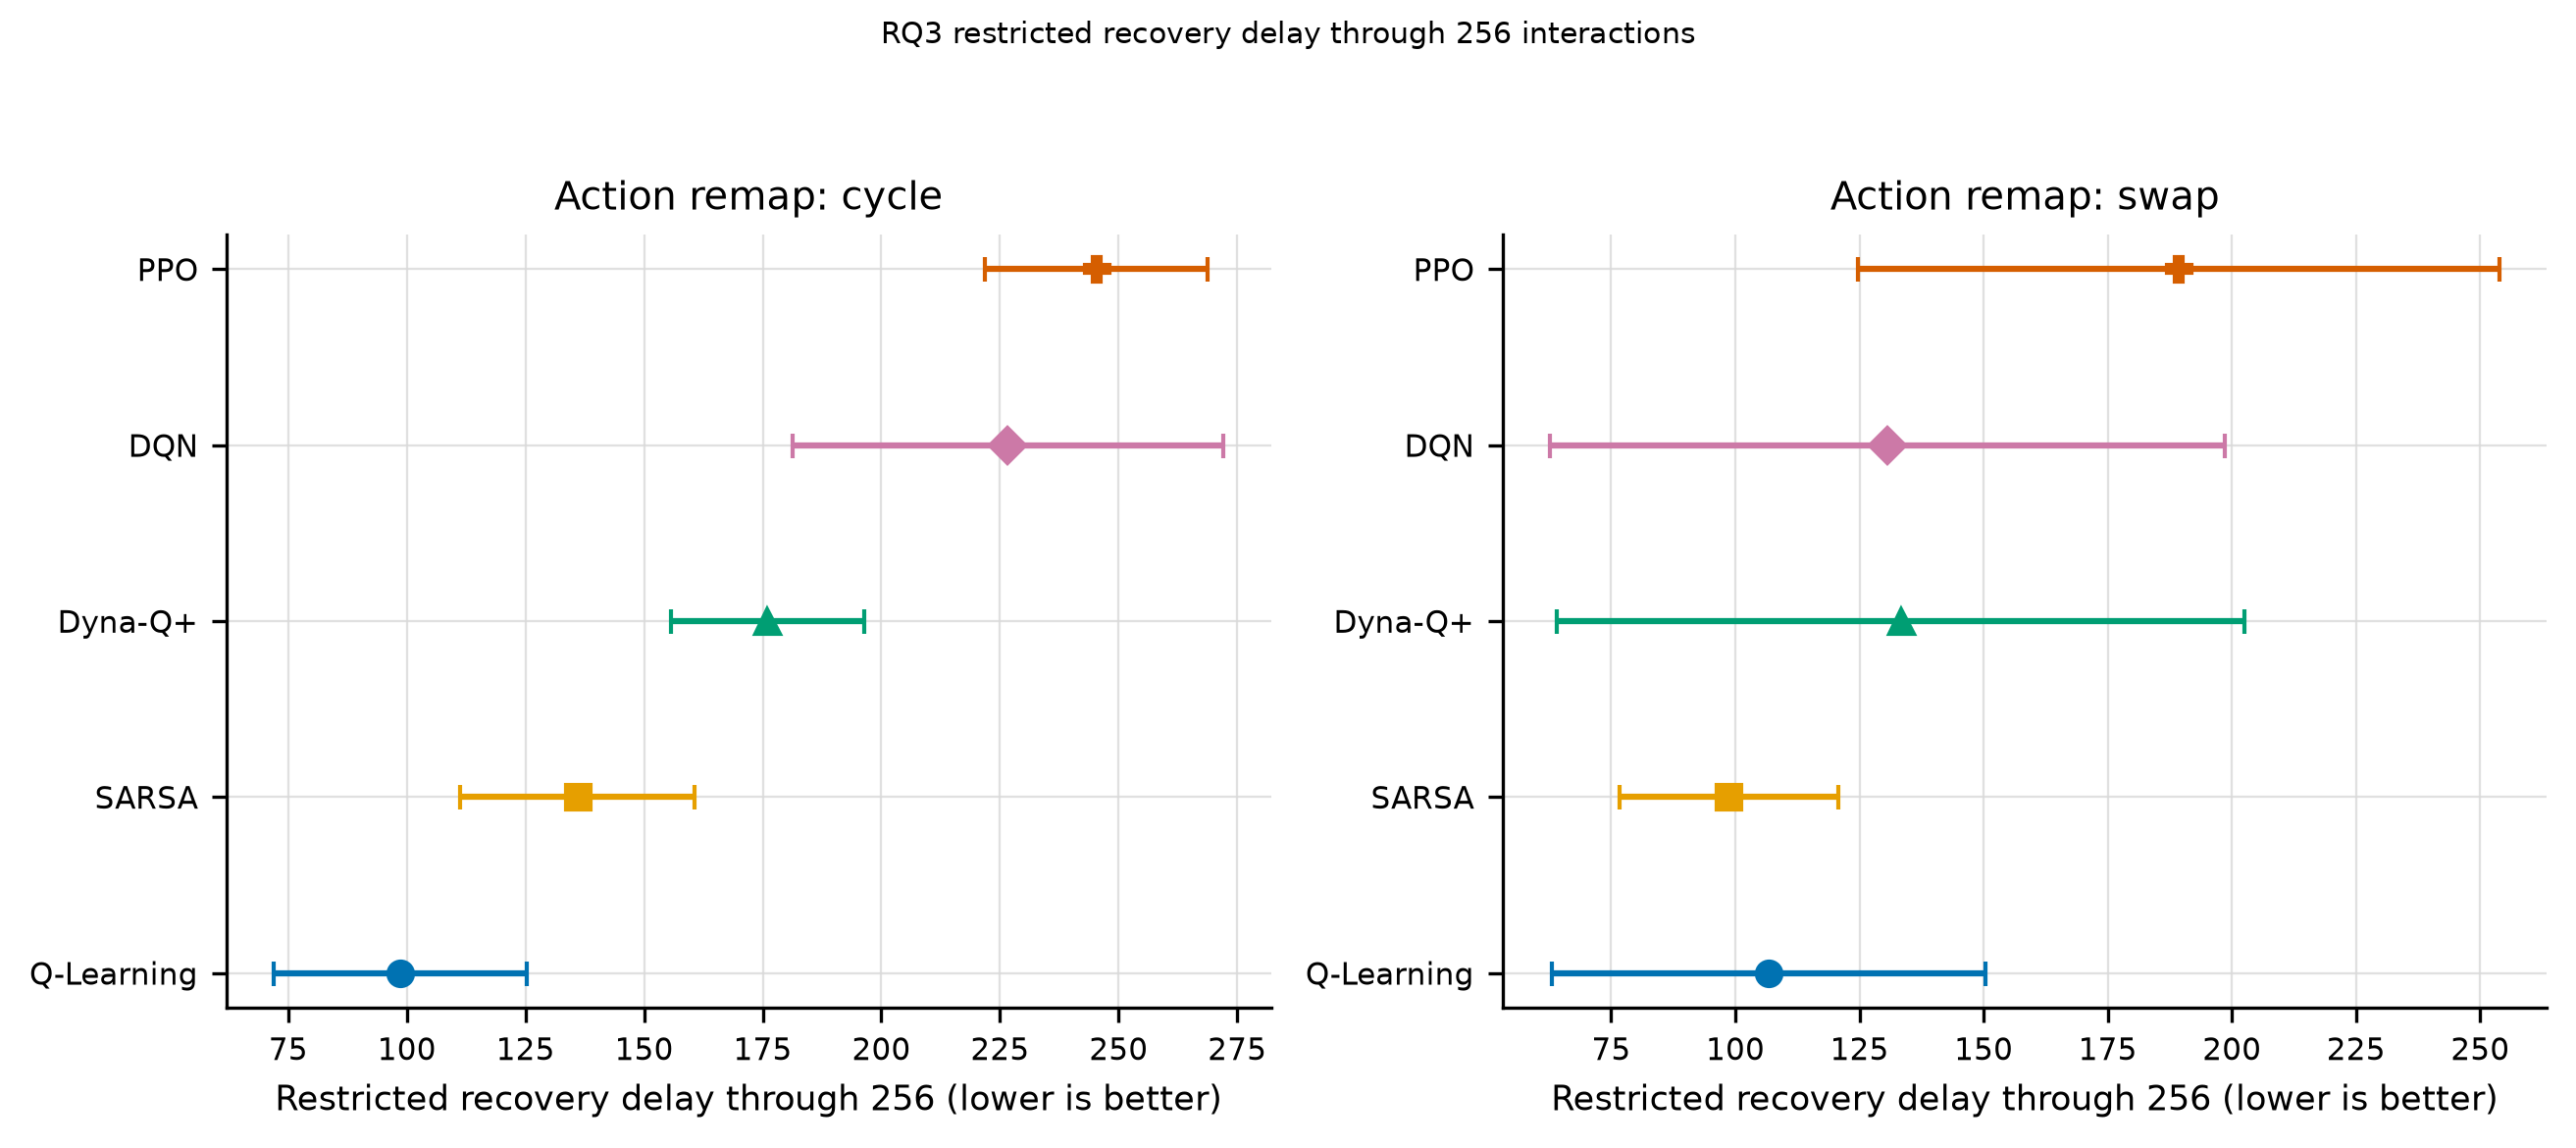 RQ3 restricted recovery delay through 256 interactions
Action remap: cycle
PPO
DQN
Dyna-Q+
SARSA
Q-Learning
75 100 125 150 175 200 225 250 275
Restricted recovery delay through 256 (lower is better)
Action remap: swap
PPO
DQN
Dyna-Q+
SARSA
Q-Learning
75 100 125 150 175 200 225 250
Restricted recovery delay through 256 (lower is better)